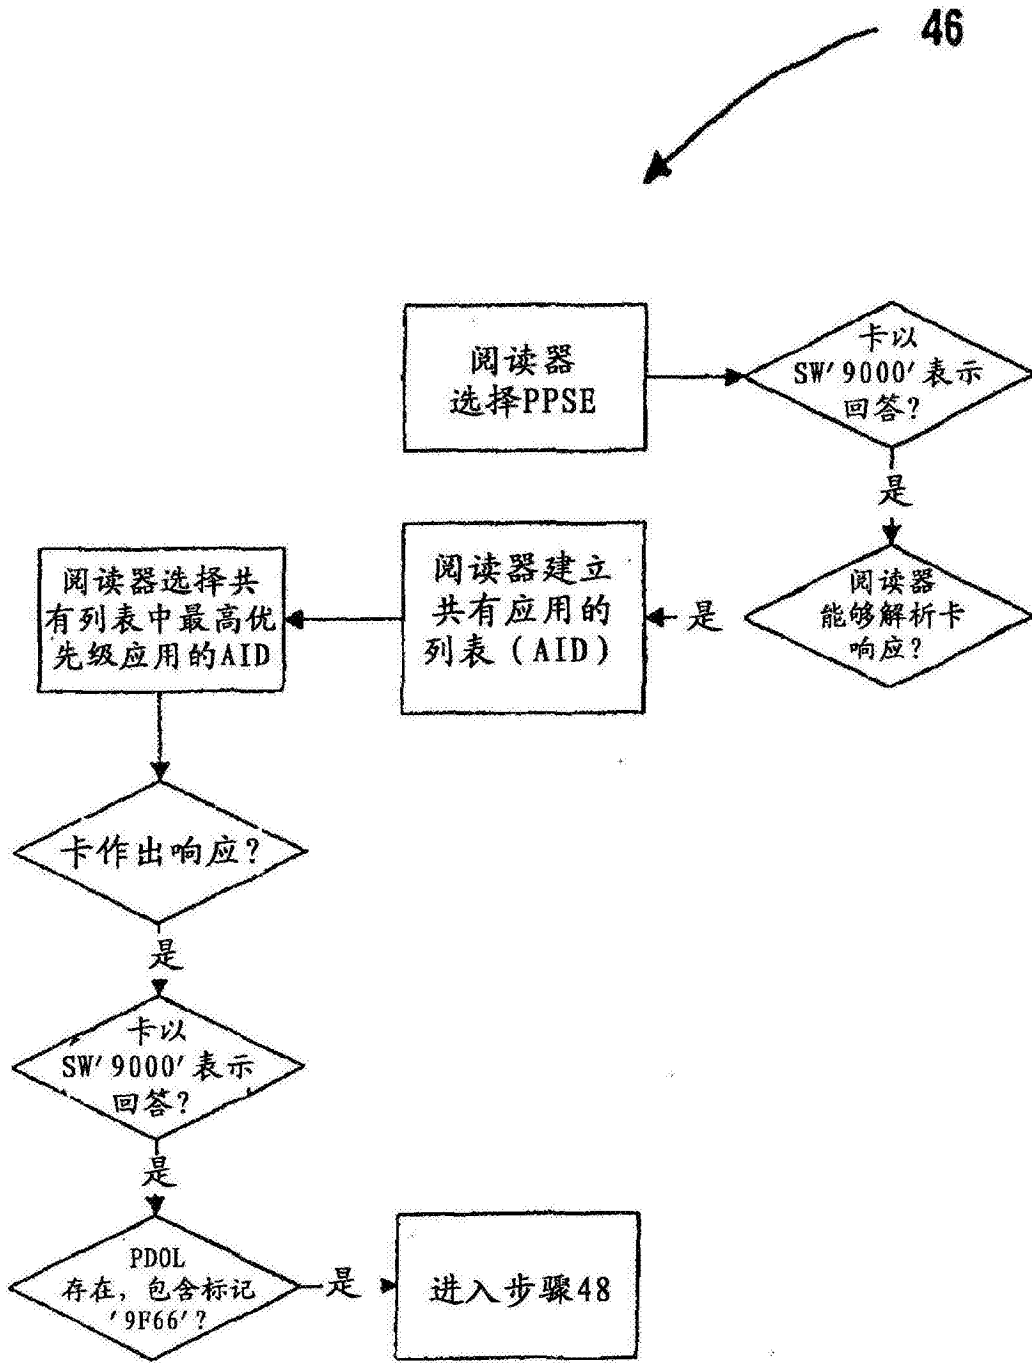 46
阅读器
选择PPSE
卡以
SW'9000'表示
回答?
是
阅读器
能够解析卡
响应?
是
阅读器建立
共有应用的
列表（AID）
阅读器选择共
有列表中最高优
先级应用的AID
卡作出响应?
是
卡以
SW'9000'表示
回答?
是
PDOL
存在，包含标记
'9F66'?
是
进入步骤48